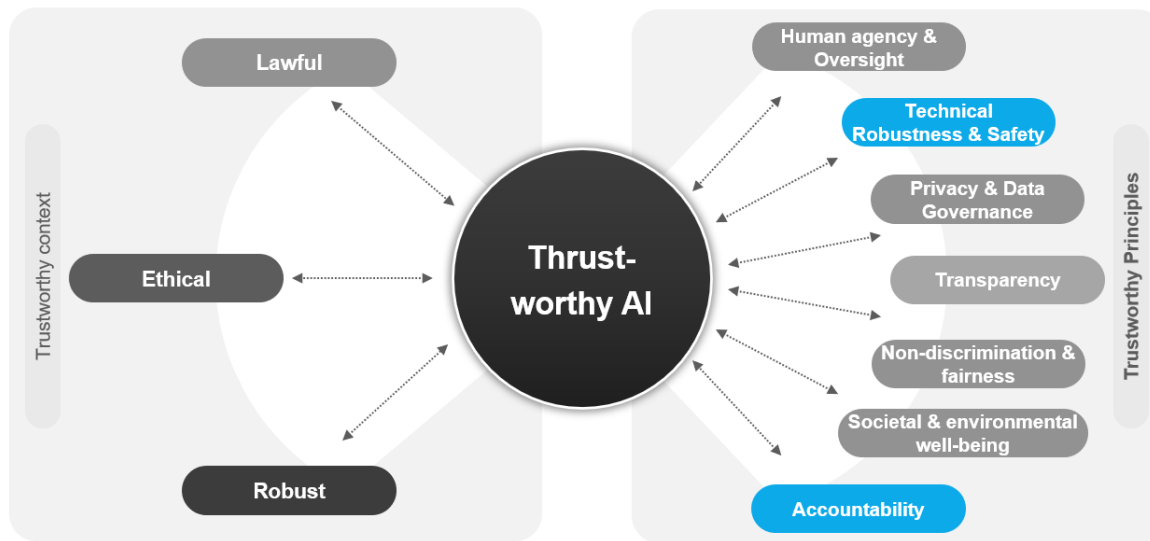 Trustworthy context
Lawful
Ethical
Robust
Thrust-
worthy AI
Human agency &
Oversight
Technical
Robustness & Safety
Privacy & Data
Governance
Transparency
Non-discrimination &
fairness
Societal & environmental
well-being
Accountability
Trustworthy Principles